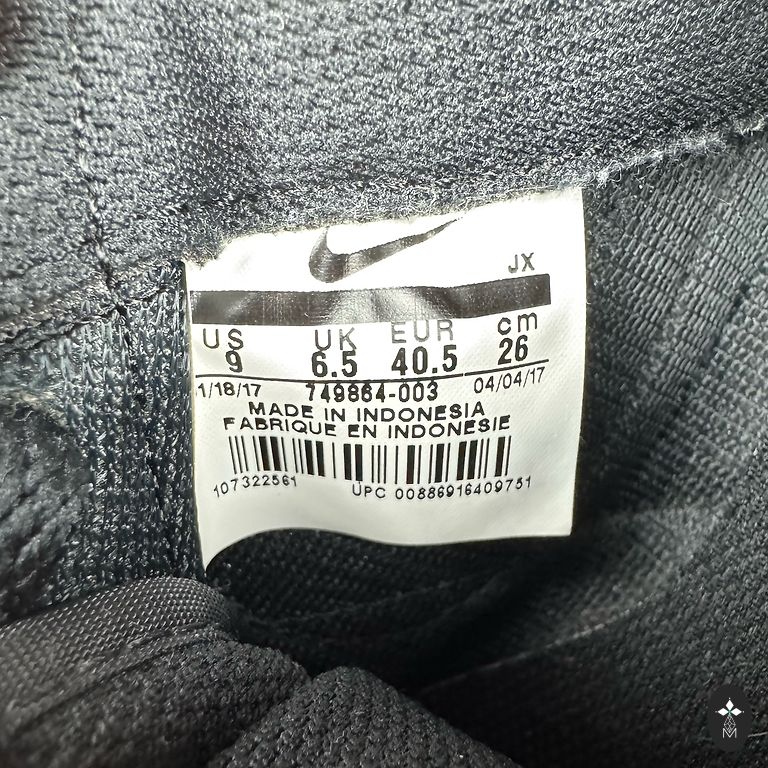 JX
US UK EUR cm
9 6.5 40.5 26
1/18/17 749864-003 04/04/17
MADE IN INDONESIA
FABRIQUE EN INDONESIE
107322561 UPC 00886916409751
M